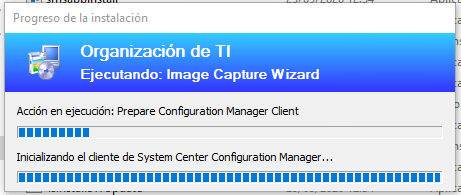 Progreso de la instalación
Organización de TI
Ejecutando: Image Capture Wizard
Acción en ejecución: Prepare Configuration Manager Client
Inicializando el cliente de System Center Configuration Manager...